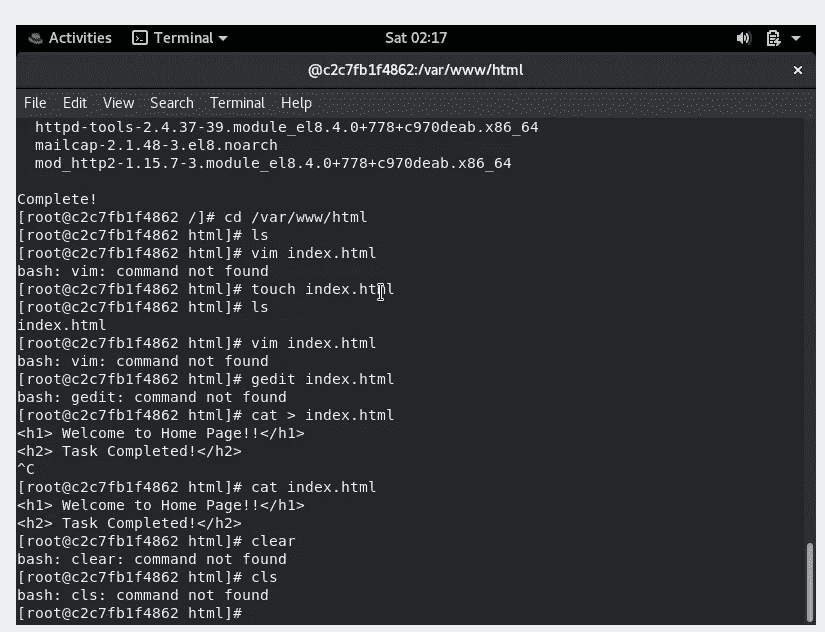 Activities Terminal Sat 02:17
@c2c7fb1f4862:/var/www/html
File Edit View Search Terminal Help
httpd-tools-2.4.37-39.module_el8.4.0+778+c970deab.x86_64
mailcap-2.1.48-3.el8.noarch
mod_http2-1.15.7-3.module_el8.4.0+778+c970deab.x86_64
Complete!
[root@c2c7fb1f4862 /]# cd /var/www/html
[root@c2c7fb1f4862 html]# ls
[root@c2c7fb1f4862 html]# vim index.html
bash: vim: command not found
[root@c2c7fb1f4862 html]# touch index.html
[root@c2c7fb1f4862 html]# ls
index.html
[root@c2c7fb1f4862 html]# vim index.html
bash: vim: command not found
[root@c2c7fb1f4862 html]# gedit index.html
bash: gedit: command not found
[root@c2c7fb1f4862 html]# cat > index.html
<h1> Welcome to Home Page!!</h1>
<h2> Task Completed!</h2>
^C
[root@c2c7fb1f4862 html]# cat index.html
<h1> Welcome to Home Page!!</h1>
<h2> Task Completed!</h2>
[root@c2c7fb1f4862 html]# clear
bash: clear: command not found
[root@c2c7fb1f4862 html]# cls
bash: cls: command not found
[root@c2c7fb1f4862 html]#